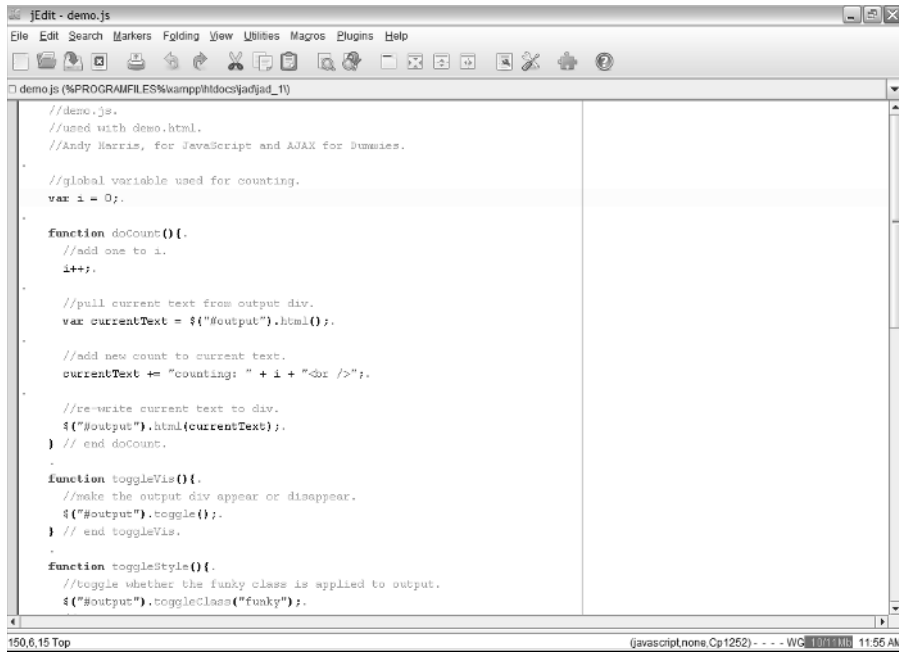 jEdit - demo.js
File Edit Search Markers Folding View Utilities Macros Plugins Help
demo.js (%PROGRAMFILES%\xampp\htdocs\jad\jad_1\)
//demo.js.
//used with demo.html.
//Andy Harris, for JavaScript and AJAX for Dummies.
.
//global variable used for counting.
var i = 0;.
.
function doCount(){.
//add one to i.
i++;.
.
//pull current text from output div.
var currentText = $("#output").html();.
.
//add new count to current text.
currentText += "counting: " + i + "<br />";.
.
//re-write current text to div.
$("#output").html(currentText);.
} // end doCount.
.
function toggleVis(){.
//make the output div appear or disappear.
$("#output").toggle();.
} // end toggleVis.
.
function toggleStyle(){.
//toggle whether the funky class is applied to output.
$("#output").toggleClass("funky");.
150,6,15 Top
(javascript,none,Cp1252) - - - - WG 10/11Mb 11:55 AM